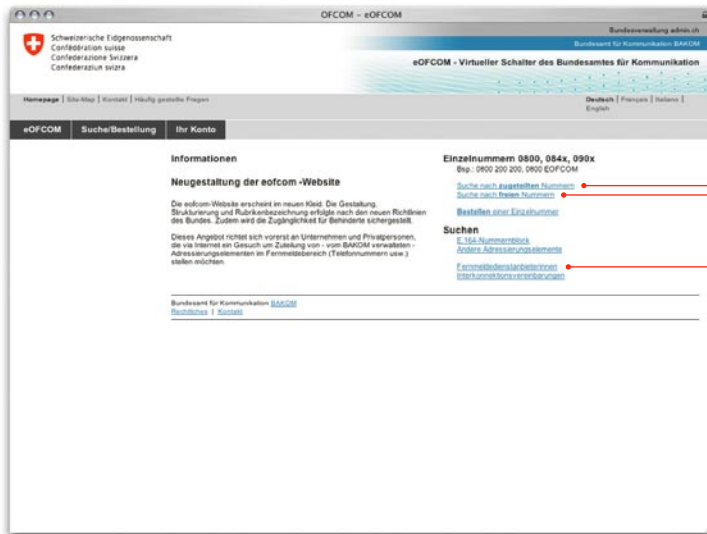 OFCOM – eOFCOM
Bundesverwaltung admin.ch
Bundesamt für Kommunikation BAKOM
Schweizerische Eidgenossenschaft
Confédération suisse
Confederazione Svizzera
Confederaziun svizra
eOFCOM - Virtueller Schalter des Bundesamtes für Kommunikation
Homepage | Site-Map | Kontakt | Häufig gestellte Fragen
Deutsch | Français | Italiano |
English
eOFCOM Suche/Bestellung Ihr Konto
Informationen
Neugestaltung der eofcom -Website
Die eofcom-Website erscheint im neuen Kleid. Die Gestaltung,
Strukturierung und Rubrikenbezeichnung erfolgte nach den neuen Richtlinien
des Bundes. Zudem wird die Zugänglichkeit für Behinderte sichergestellt.
Dieses Angebot richtet sich vorerst an Unternehmen und Privatpersonen,
die via Internet ein Gesuch um Zuteilung von - vom BAKOM verwalteten -
Adressierungselementen im Fernmeldebereich (Telefonnummern usw.)
stellen möchten.
Einzelnummern 0800, 084x, 090x
Bsp.: 0800 200 200, 0800 EOFCOM
Suche nach zugeteilten Nummern
Suche nach freien Nummern
Bestellen einer Einzelnummer
Suchen
E.164-Nummernblock
Andere Adressierungselemente
Fernmeldedienstanbieterinnen
Interkonnektionsvereinbarungen
Bundesamt für Kommunikation BAKOM
Rechtliches | Kontakt